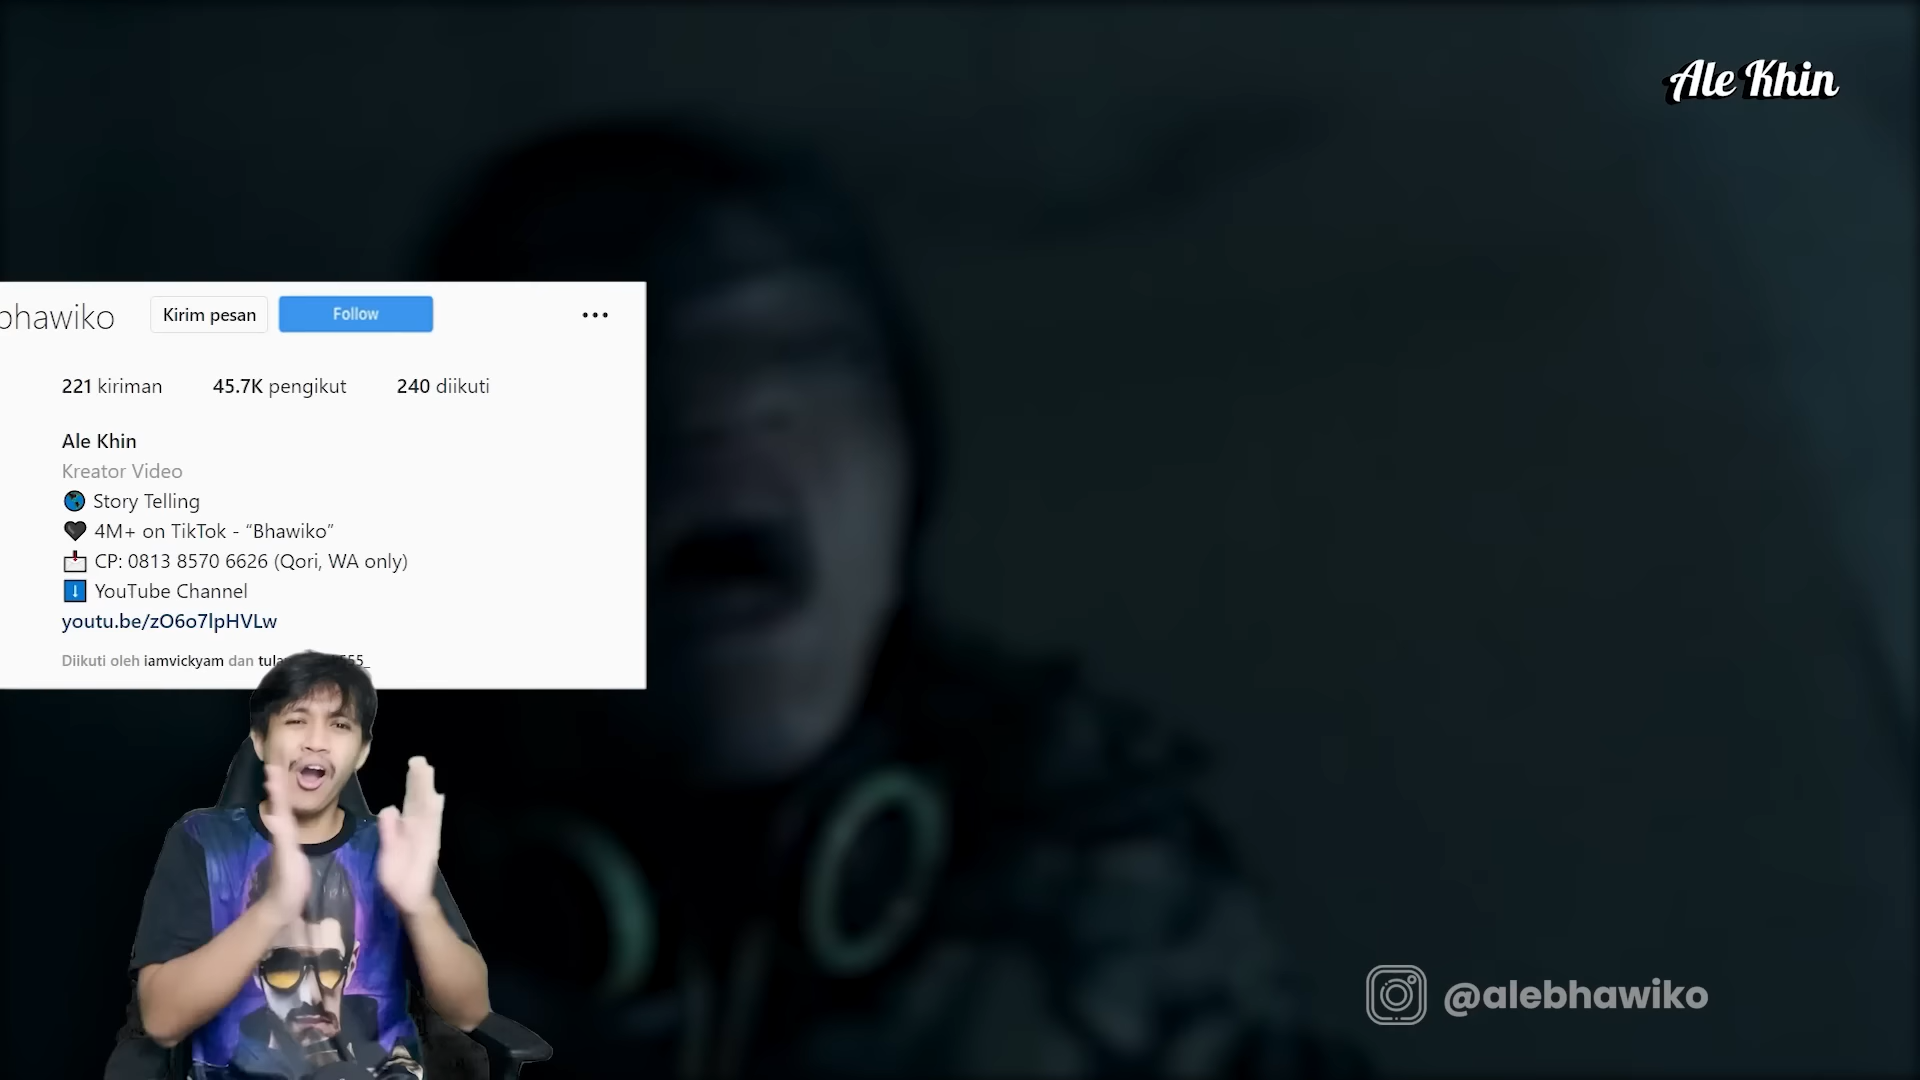 Ale Khin
bhawiko Kirim pesan Follow
221 kiriman 45.7K pengikut 240 diikuti
Ale Khin
Kreator Video
Story Telling
4M+ on TikTok - “Bhawiko”
CP: 0813 8570 6626 (Qori, WA only)
YouTube Channel
youtu.be/zO6o7lpHVLw
Diikuti oleh iamvickyam dan
@alebhawiko